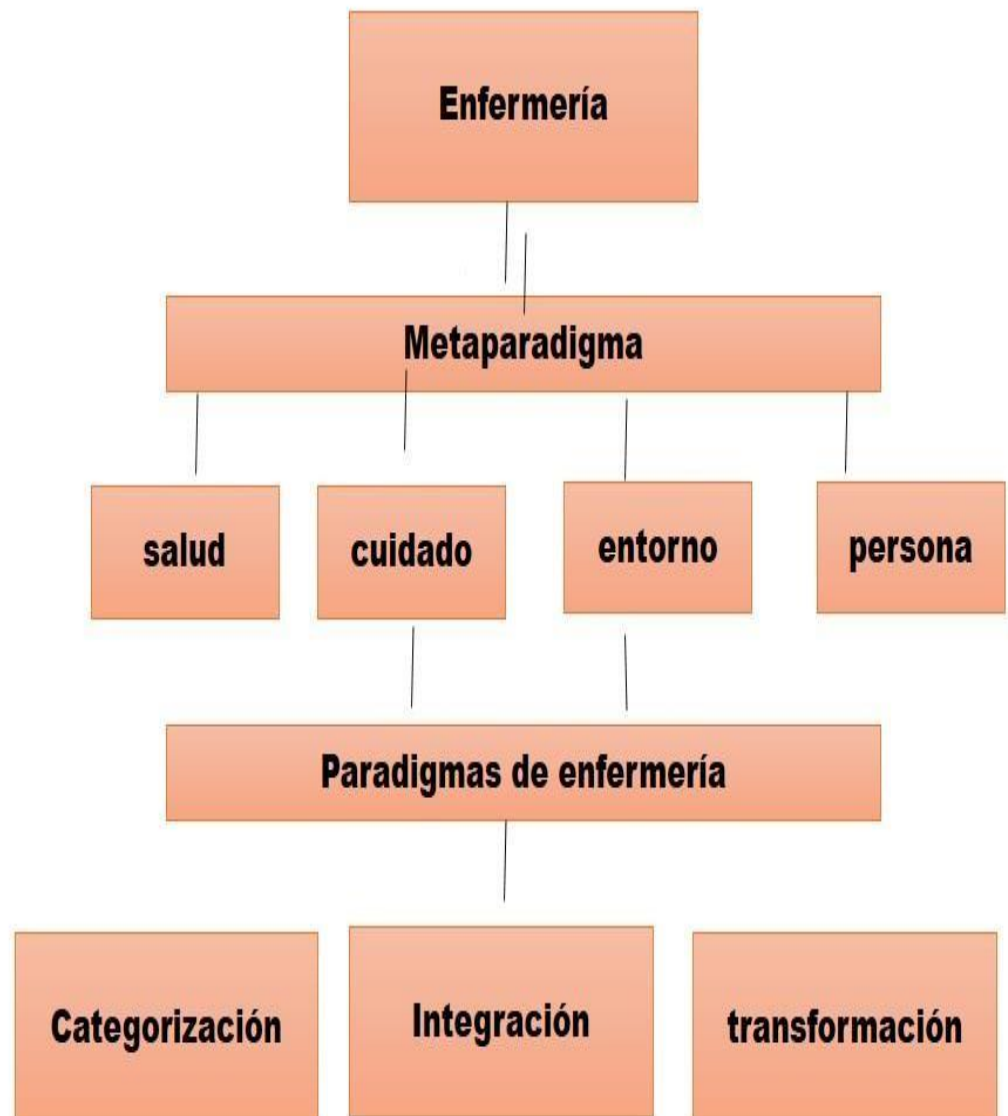 Enfermería
Metaparadigma
salud
cuidado
entorno
persona
Paradigmas de enfermería
Categorización
Integración
transformación